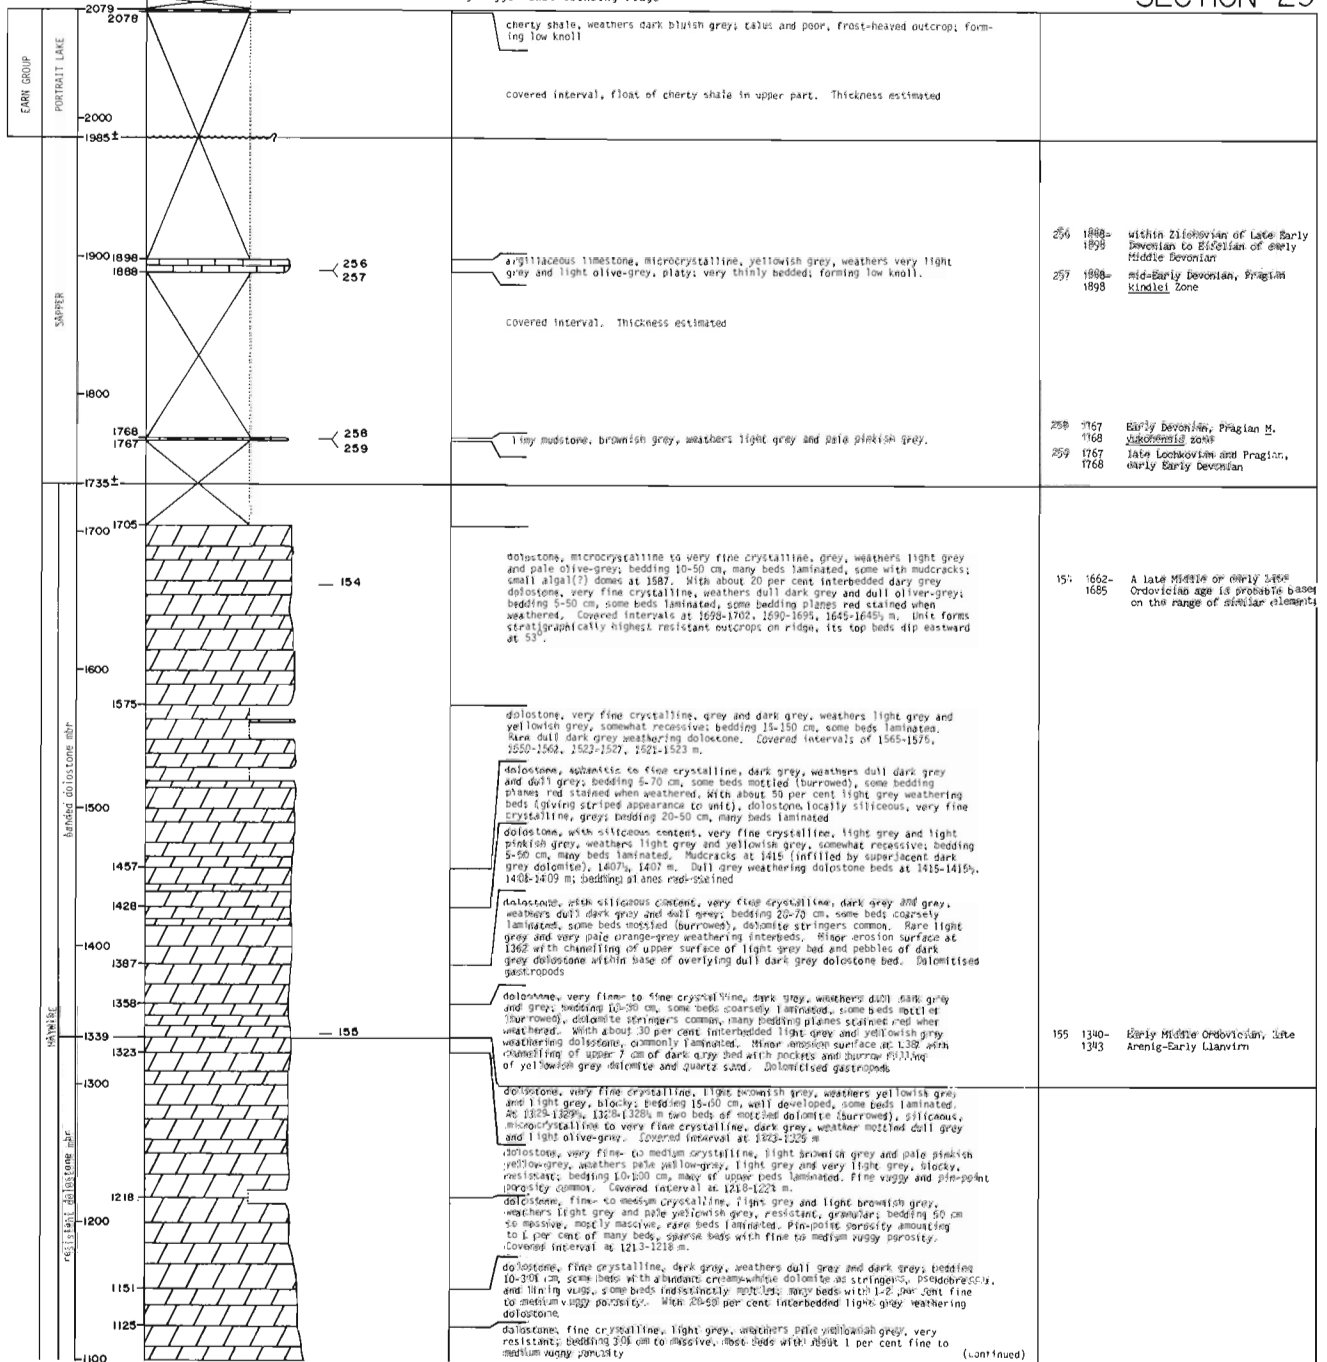 SECTION 29
2079
2078
cherty shale, weathers dark bluish grey; talus and poor, frost-heaved outcrop; form-
ing low knoll
EARN GROUP
PORTRAIT LAKE
covered interval, float of cherty shale in upper part. Thickness estimated
2000
1985±
SAPPER
1900
1898
1888
256
257
argillaceous limestone, microcrystalline, yellowish grey, weathers very light
grey and light olive-grey, platy; very thinly bedded; forming low knoll.
256 1888- within Zlichovian of Late Early
1898 Devonian to Eifelian of early
Middle Devonian
257 1888- mid-Early Devonian, Pragian
1898 kindlei Zone
covered interval. Thickness estimated
1800
1768
1767
258
259
limy mudstone, brownish grey, weathers light grey and pale pinkish grey.
258 1767 Early Devonian, Pragian M.
1768 yukonensis zone
259 1767 late Lochkovian and Pragian,
1768 early Early Devonian
1735±
1700
1705
154
dolostone, microcrystalline to very fine crystalline, grey, weathers light grey
and pale olive-grey; bedding 10-50 cm, many beds laminated, some with mudcracks;
small algal(?) domes at 1587. With about 20 per cent interbedded dary grey
dolostone, very fine crystalline, weathers dull dark grey and dull oliver-grey;
bedding 5-50 cm, some beds laminated, some bedding planes red stained when
weathered. Covered intervals at 1698-1702, 1690-1695, 1645-1645½ m. Unit forms
stratigraphically highest resistant outcrops on ridge, its top beds dip eastward
at 53°.
1662- A late Middle or early Late
1685 Ordovician age is probable based
on the range of similar elements
1600
1575
banded dolostone mbr
dolostone, very fine crystalline, grey and dark grey, weathers light grey and
yellowish grey, somewhat recessive; bedding 15-150 cm, some beds laminated.
Rare dull dark grey weathering dolostone. Covered intervals of 1565-1575,
1550-1562, 1523-1527, 1521-1523 m.
dolostone, aphanitic to fine crystalline, dark grey, weathers dull dark grey
and dull grey; bedding 5-70 cm, some beds mottled (burrowed), some bedding
planes red stained when weathered. With about 50 per cent light grey weathering
beds (giving striped appearance to unit), dolostone locally siliceous, very fine
crystalline, grey; bedding 20-50 cm, many beds laminated
1500
dolostone, with siliceous content, very fine crystalline, light grey and light
pinkish grey, weathers light grey and yellowish grey, somewhat recessive; bedding
5-60 cm, many beds laminated. Mudcracks at 1415 (infilled by superjacent dark
grey dolomite), 1407½, 1407 m. Dull grey weathering dolostone beds at 1415-1415½,
1408-1409 m; bedding planes red-stained
1457
1428
1400
1387
dolostone, with siliceous content, very fine crystalline, dark grey and grey,
weathers dull dark grey and dull grey; bedding 20-70 cm, some beds coarsely
laminated, some beds mottled (burrowed), dolomite stringers common. Rare light
grey and very pale orange-grey weathering interbeds. Minor erosion surface at
1362 with channelling of upper surface of light grey bed and pebbles of dark
grey dolostone within base of overlying dull dark grey dolostone bed. Dolomitised
gastropods
1358
dolostone, very fine- to fine crystalline, dark grey, weathers dull dark grey
and grey; bedding 10-30 cm, some beds coarsely laminated, some beds mottled
(burrowed), dolomite stringers common, many bedding planes stained red when
weathered. With about 30 per cent interbedded light grey and yellowish grey
weathering dolostone, commonly laminated. Minor erosion surface at with
channelling of upper 7 cm of dark grey bed with pockets and burrow filling
of yellowish grey dolomite and quartz sand. Dolomitised gastropods
155
1339
1323
155 1340- Early Middle Ordovician, late
1343 Arenig-Early Llanvirn
1300
dolostone, very fine crystalline, light brownish grey, weathers yellowish grey
and light grey, blocky; bedding 15-60 cm, well developed, some beds laminated.
At 1329-1329½, 1328-1328½ m two beds of mottled dolomite (burrowed), siliceous,
microcrystalline to very fine crystalline, dark grey, weather mottled dull grey
and light olive-grey. Covered interval at 1323-1325 m
resistant dolostone mbr
dolostone, very fine- to medium crystalline, light brownish grey and pale pinkish
yellow-grey, weathers pale yellow-grey, light grey and very light grey, blocky,
resistant; bedding 10-100 cm, many of upper beds laminated. Fine vuggy and pin-point
porosity common. Covered interval at 1218-1221 m.
1218
1200
dolostone, fine- to medium crystalline, light grey and light brownish grey,
weathers light grey and pale yellowish grey, resistant, granular; bedding 60 cm
to massive, mostly massive, rare beds laminated. Pin-point porosity amounting
to 1 per cent of many beds, sparse beds with fine to medium vuggy porosity.
Covered interval at 1213-1218 m.
1151
dolostone, fine crystalline, dark grey, weathers dull grey and dark grey; bedding
cm, some beds with abundant creamy-white dolomite as stringers,
and lining vugs, some beds indistinctly mottled; many beds with 1-2 per cent fine
to medium vuggy porosity. With 20-50 per cent interbedded light grey weathering
dolostone
1125
1100
dolostone, fine crystalline, light grey, weathers pale yellowish grey, very
resistant; bedding cm to massive, most beds with about 1 per cent fine to
medium vuggy porosity
(continued)